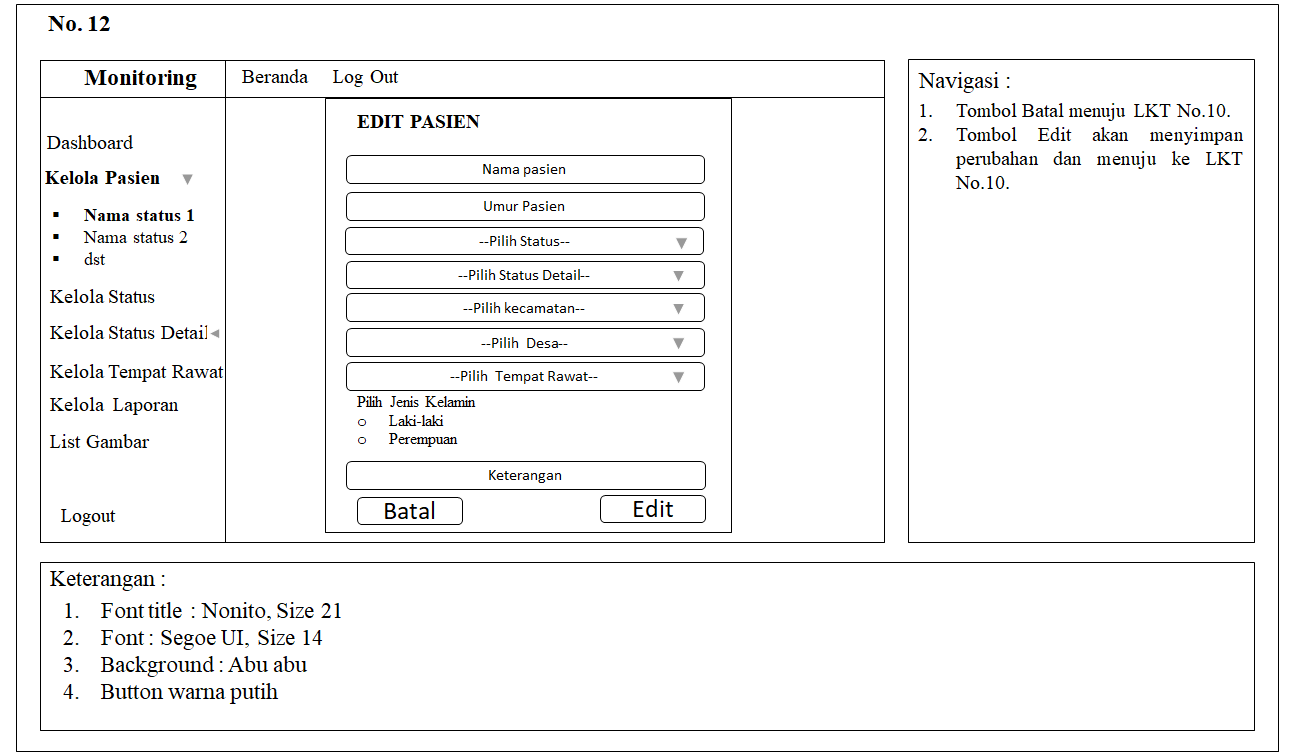 No. 12
Monitoring
Beranda Log Out
Dashboard
Kelola Pasien
Nama status 1
Nama status 2
dst
Kelola Status
Kelola Status Detail
Kelola Tempat Rawat
Kelola Laporan
List Gambar
Logout
EDIT PASIEN
Nama pasien
Umur Pasien
--Pilih Status--
--Pilih Status Detail--
--Pilih kecamatan--
--Pilih Desa--
--Pilih Tempat Rawat--
Pilih Jenis Kelamin
o Laki-laki
o Perempuan
Keterangan
Batal
Edit
Navigasi :
1. Tombol Batal menuju LKT No.10.
2. Tombol Edit akan menyimpan
perubahan dan menuju ke LKT
No.10.
Keterangan :
1. Font title : Nonito, Size 21
2. Font : Segoe UI, Size 14
3. Background : Abu abu
4. Button warna putih